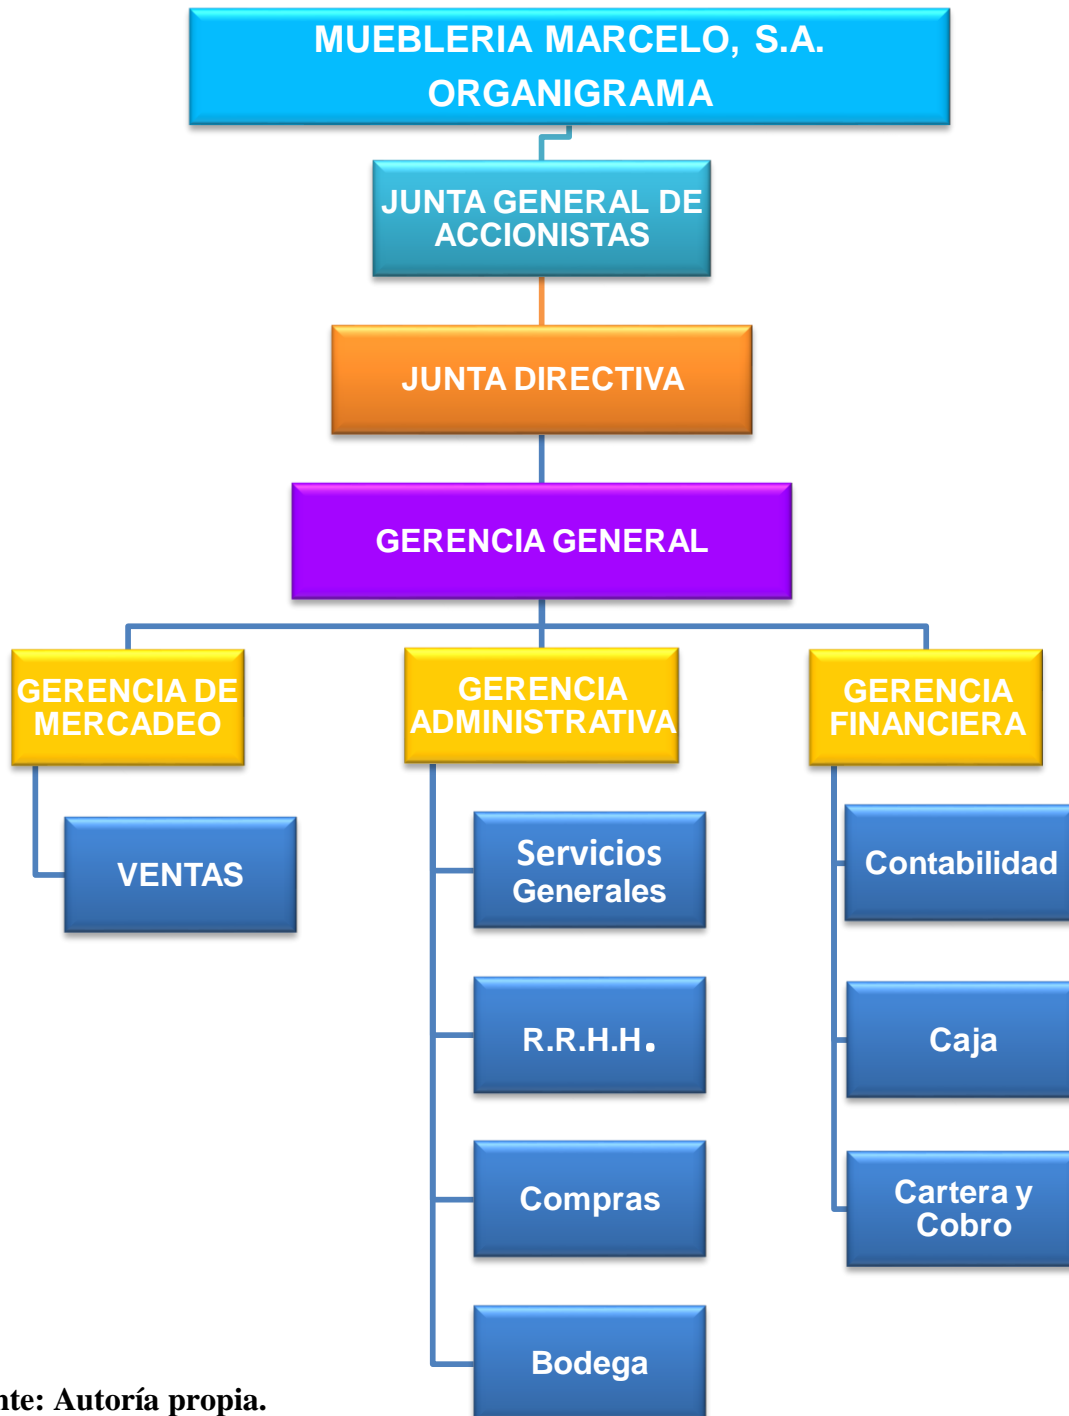 MUEBLERIA MARCELO, S.A.
ORGANIGRAMA
JUNTA GENERAL DE
ACCIONISTAS
JUNTA DIRECTIVA
GERENCIA GENERAL
GERENCIA DE
MERCADEO
VENTAS
GERENCIA
ADMINISTRATIVA
Servicios
Generales
R.R.H.H.
Compras
Bodega
GERENCIA
FINANCIERA
Contabilidad
Caja
Cartera y
Cobro
Autoría propia.